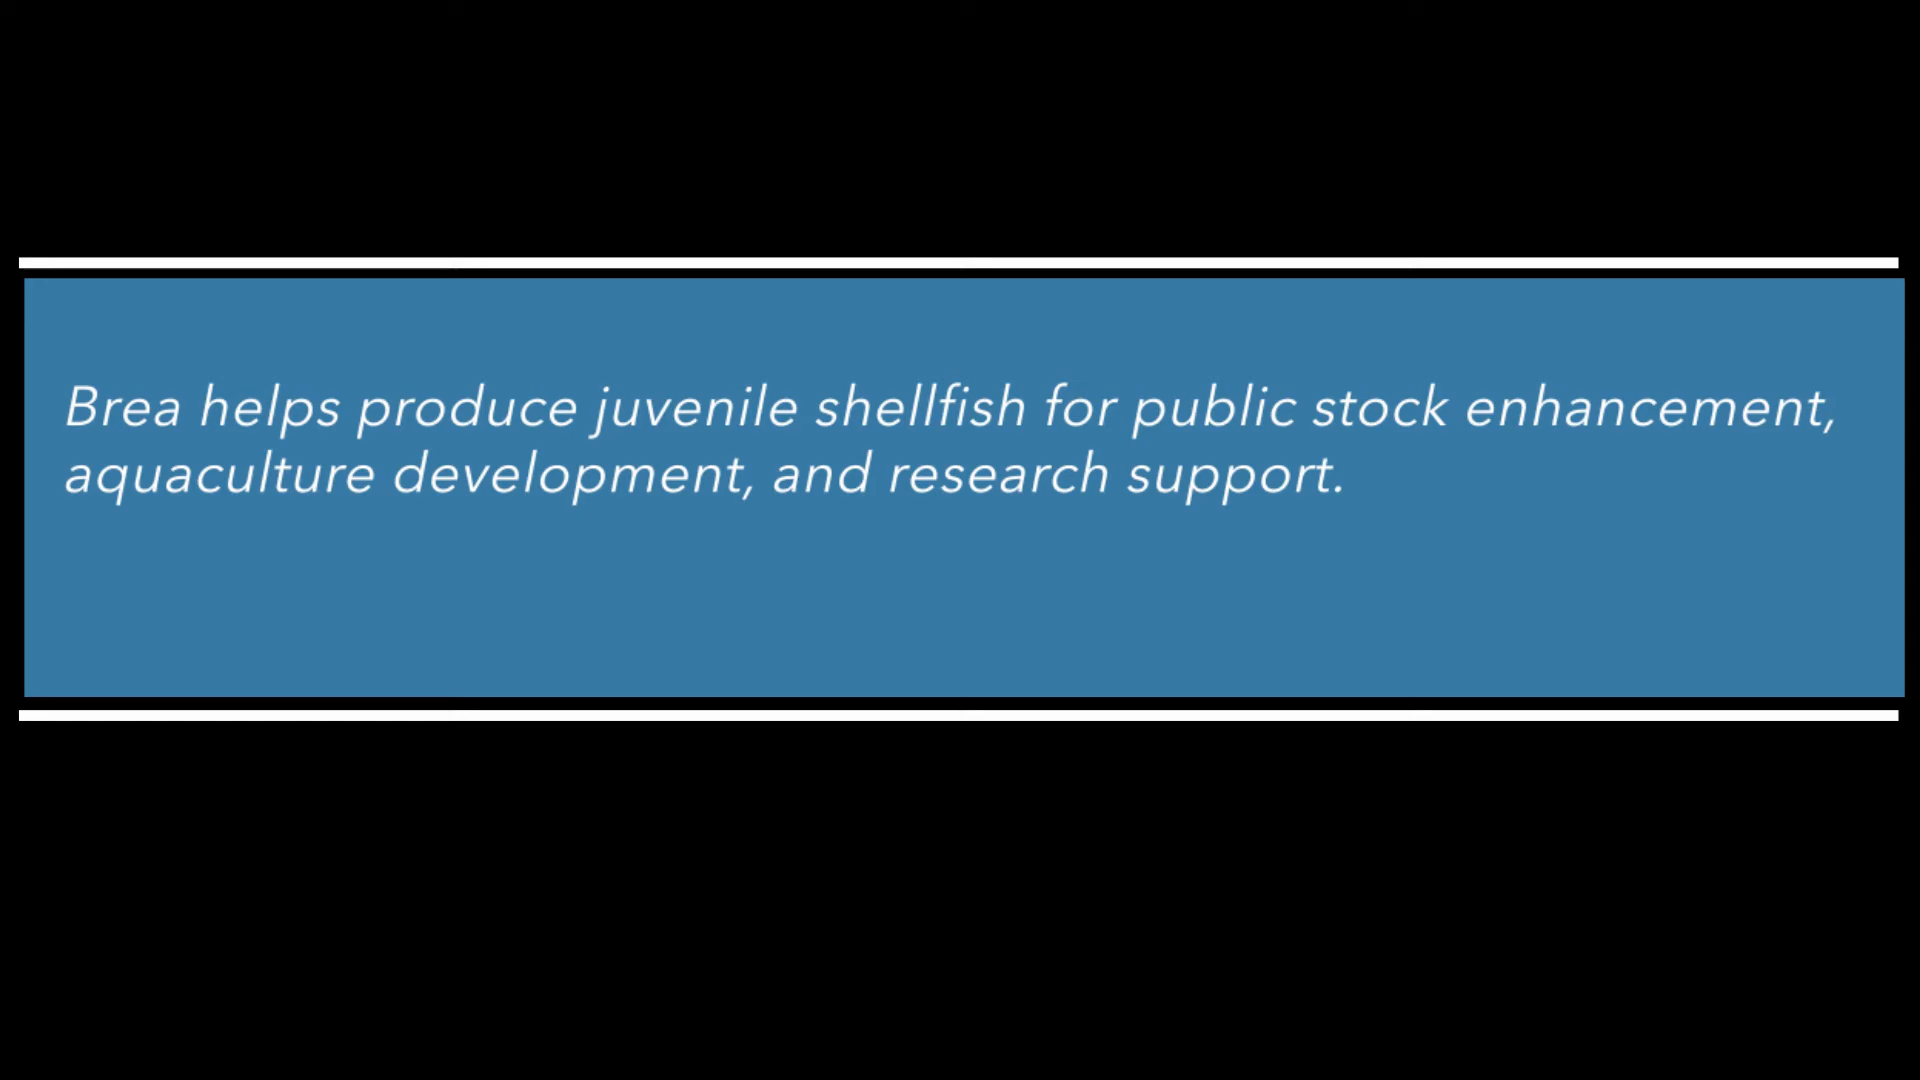 Brea helps produce juvenile shellfish for public stock enhancement,
aquaculture development, and research support.